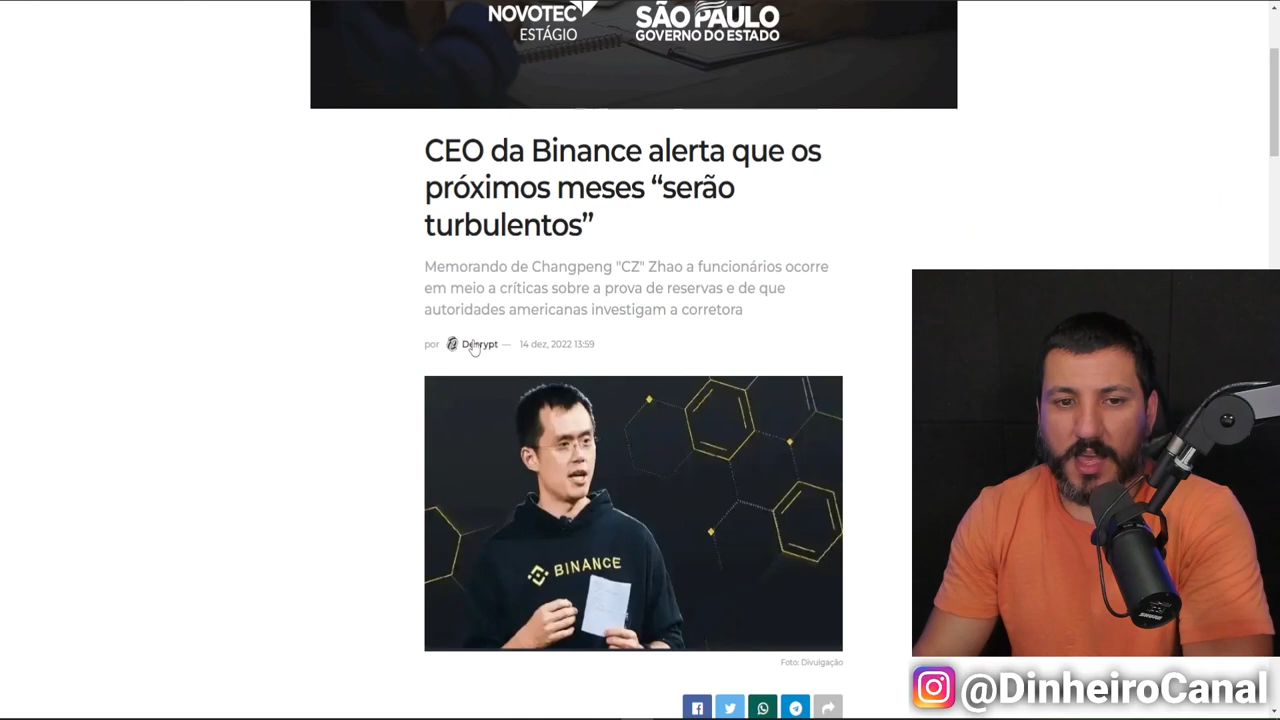 NOVOTEC
ESTÁGIO
SÃO PAULO
GOVERNO DO ESTADO
CEO da Binance alerta que os
próximos meses “serão
turbulentos”
Memorando de Changpeng "CZ" Zhao a funcionários ocorre
em meio a críticas sobre a prova de reservas e de que
autoridades americanas investigam a corretora
por Decrypt — 14 dez, 2022 13:59
BINANCE
Foto: Divulgação
@DinheiroCanal